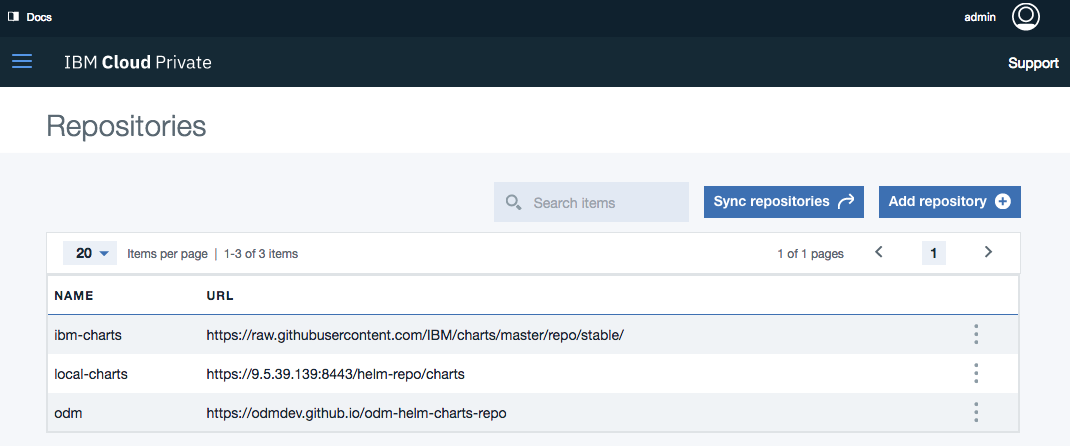 Docs admin
IBM Cloud Private Support
Repositories
Search items Sync repositories Add repository
20 Items per page | 1-3 of 3 items 1 of 1 pages 1
NAME URL
ibm-charts https://raw.githubusercontent.com/IBM/charts/master/repo/stable/
local-charts https://9.5.39.139:8443/helm-repo/charts
odm https://odmdev.github.io/odm-helm-charts-repo